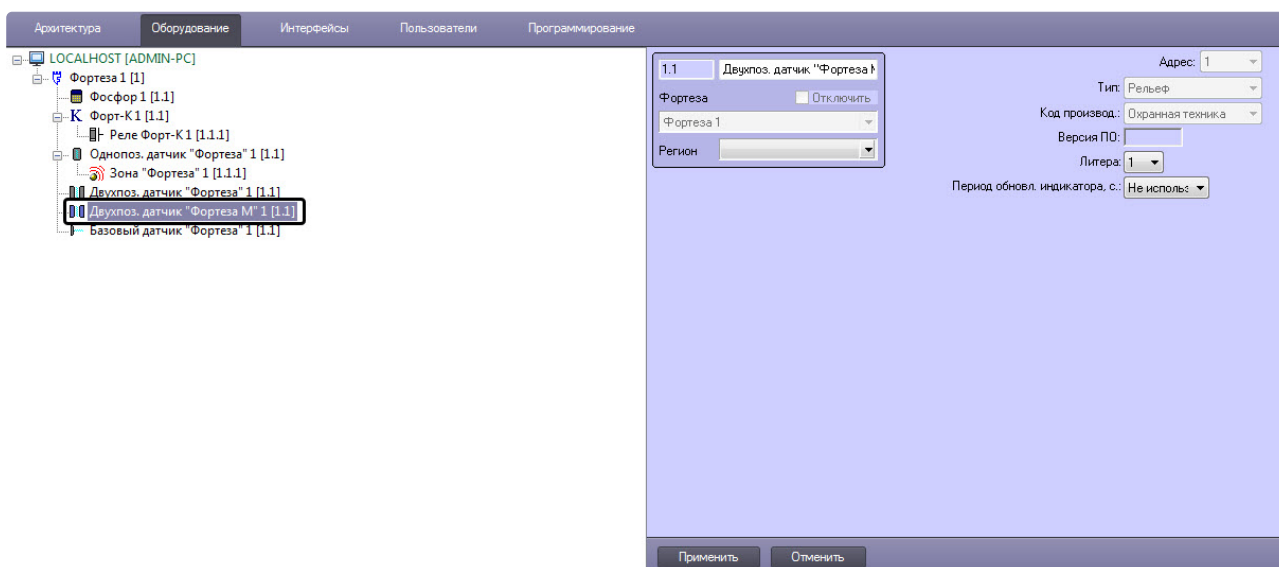 Архитектура Оборудование Интерфейсы Пользователи Программирование
LOCALHOST [ADMIN-PC]
Фортеза 1 [1]
Фосфор 1 [1.1]
Форт-К 1 [1.1]
Реле Форт-К 1 [1.1.1]
Однопоз. датчик "Фортеза" 1 [1.1]
Зона "Фортеза" 1 [1.1.1]
Двухпоз. датчик "Фортеза" 1 [1.1]
Двухпоз. датчик "Фортеза М" 1 [1.1]
Базовый датчик "Фортеза" 1 [1.1]
1.1 Двухпоз. датчик "Фортеза М
Фортеза Отключить
Фортеза 1
Регион
Адрес: 1
Тип: Рельеф
Код производ.: Охранная техника
Версия ПО:
Литера: 1
Период обновл. индикатора, с.: Не использ
Применить Отменить